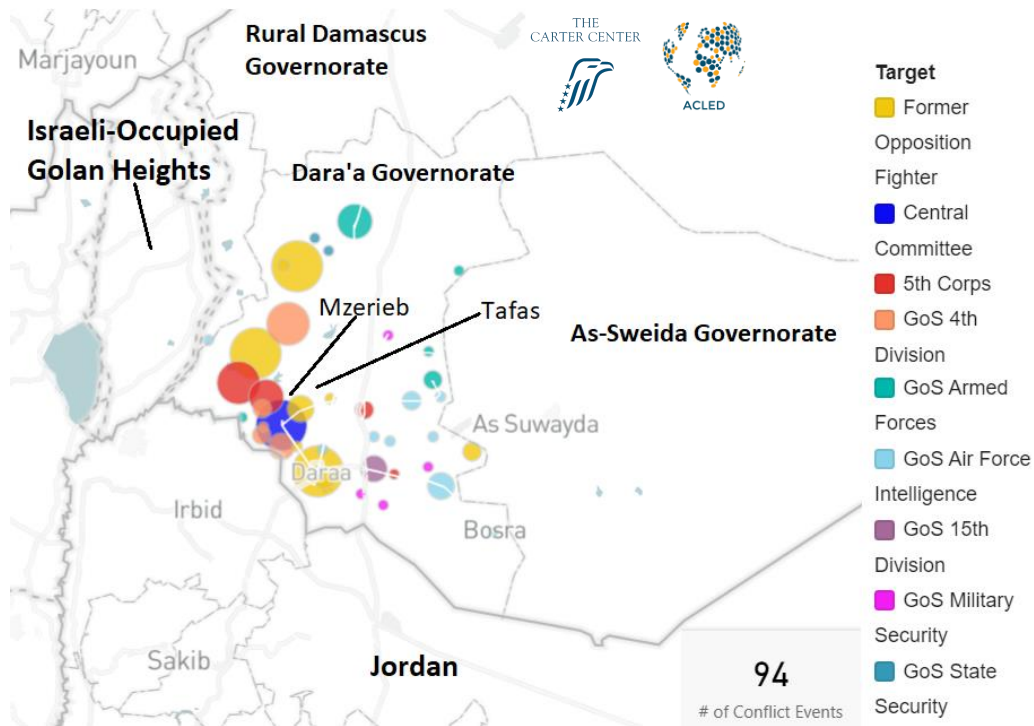 Rural Damascus
Governorate
THE
CARTER CENTER
ACLED
Marjayoun
Israeli-Occupied
Golan Heights
Dara'a Governorate
Mzerieb
Tafas
As-Sweida Governorate
As Suwayda
Daraa
Irbid
Bosra
Sakib
Jordan
94
# of Conflict Events
Target
Former
Opposition
Fighter
Central
Committee
5th Corps
GoS 4th
Division
GoS Armed
Forces
GoS Air Force
Intelligence
GoS 15th
Division
GoS Military
Security
GoS State
Security